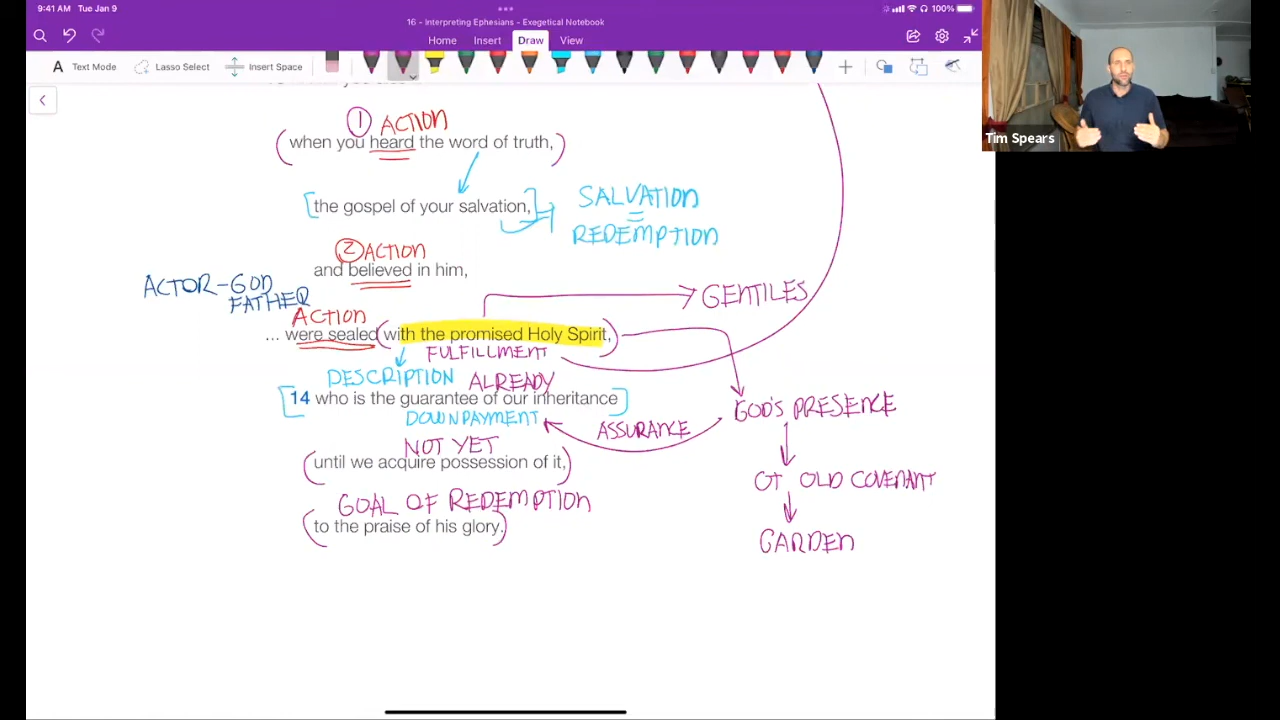 9:41 AM Tue Jan 9
100%
16 - Interpreting Ephesians - Exegetical Notebook
Home Insert Draw View
A Text Mode Lasso Select Insert Space
Tim Spears
1 ACTION
(when you heard the word of truth,)
[the gospel of your salvation,]
SALVATION
=
REDEMPTION
2 ACTION
and believed in him,
ACTOR-GOD
FATHER
GENTILES
ACTION
... were sealed (with the promised Holy Spirit,)
FULFILLMENT
DESCRIPTION ALREADY
[14 who is the guarantee of our inheritance]
GOD'S PRESENCE
DOWNPAYMENT
ASSURANCE
NOT YET
(until we acquire possession of it,)
OT OLD COVENANT
GOAL OF REDEMPTION
(to the praise of his glory.)
GARDEN